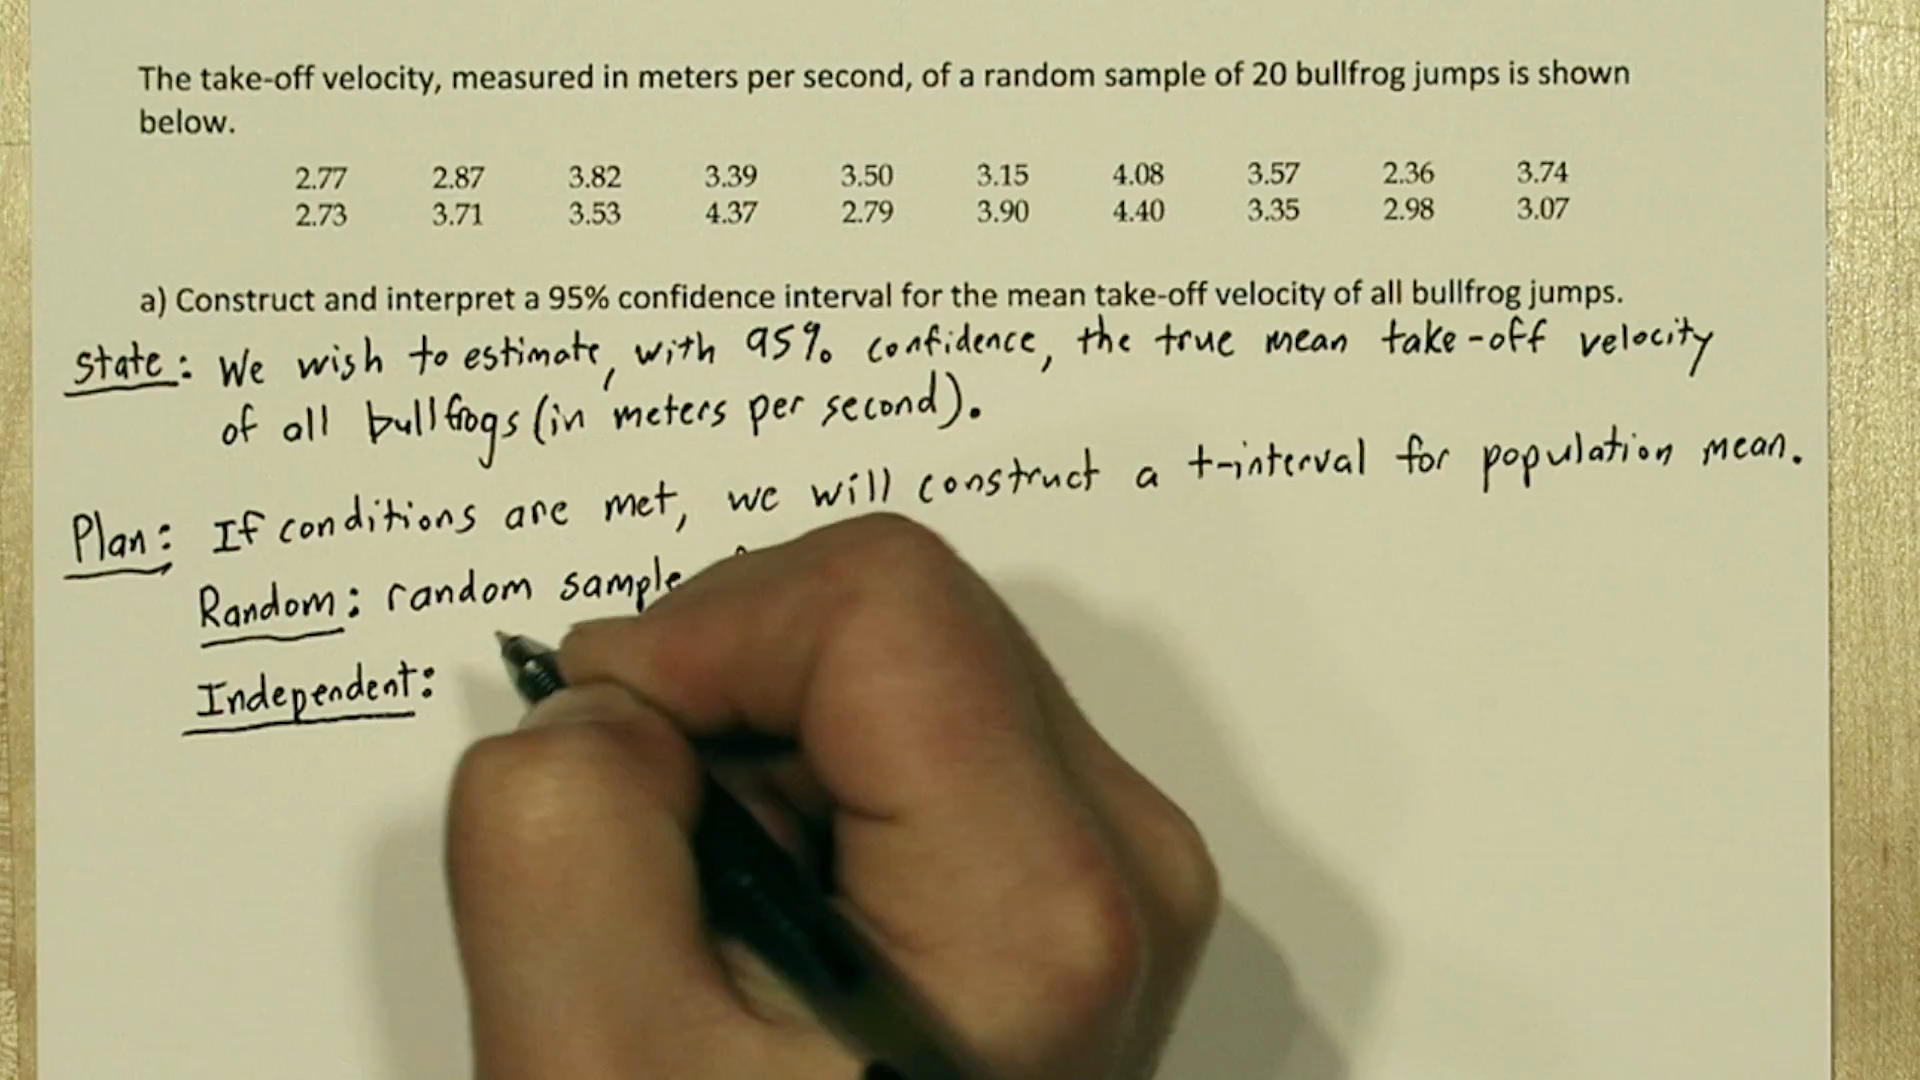 The take-off velocity, measured in meters per second, of a random sample of 20 bullfrog jumps is shown
below.
2.77 2.87 3.82 3.39 3.50 3.15 4.08 3.57 2.36 3.74
2.73 3.71 3.53 4.37 2.79 3.90 4.40 3.35 2.98 3.07
a) Construct and interpret a 95% confidence interval for the mean take-off velocity of all bullfrog jumps.
State: We wish to estimate, with 95% confidence, the true mean take-off velocity
of all bullfrogs (in meters per second).
Plan: If conditions are met, we will construct a t-interval for population mean.
Random: random sample
Independent: